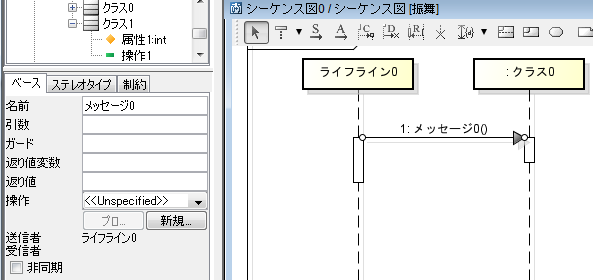 クラス0
クラス1
属性1:int
操作1
ベース ステレオタイプ 制約
名前 メッセージ0
引数
ガード
返り値変数
返り値
操作 <<Unspecified>>
プロ... 新規...
送信者 ライフライン0
受信者
非同期
シーケンス図0 / シーケンス図 [振舞]
ライフライン0 : クラス0
1: メッセージ0()